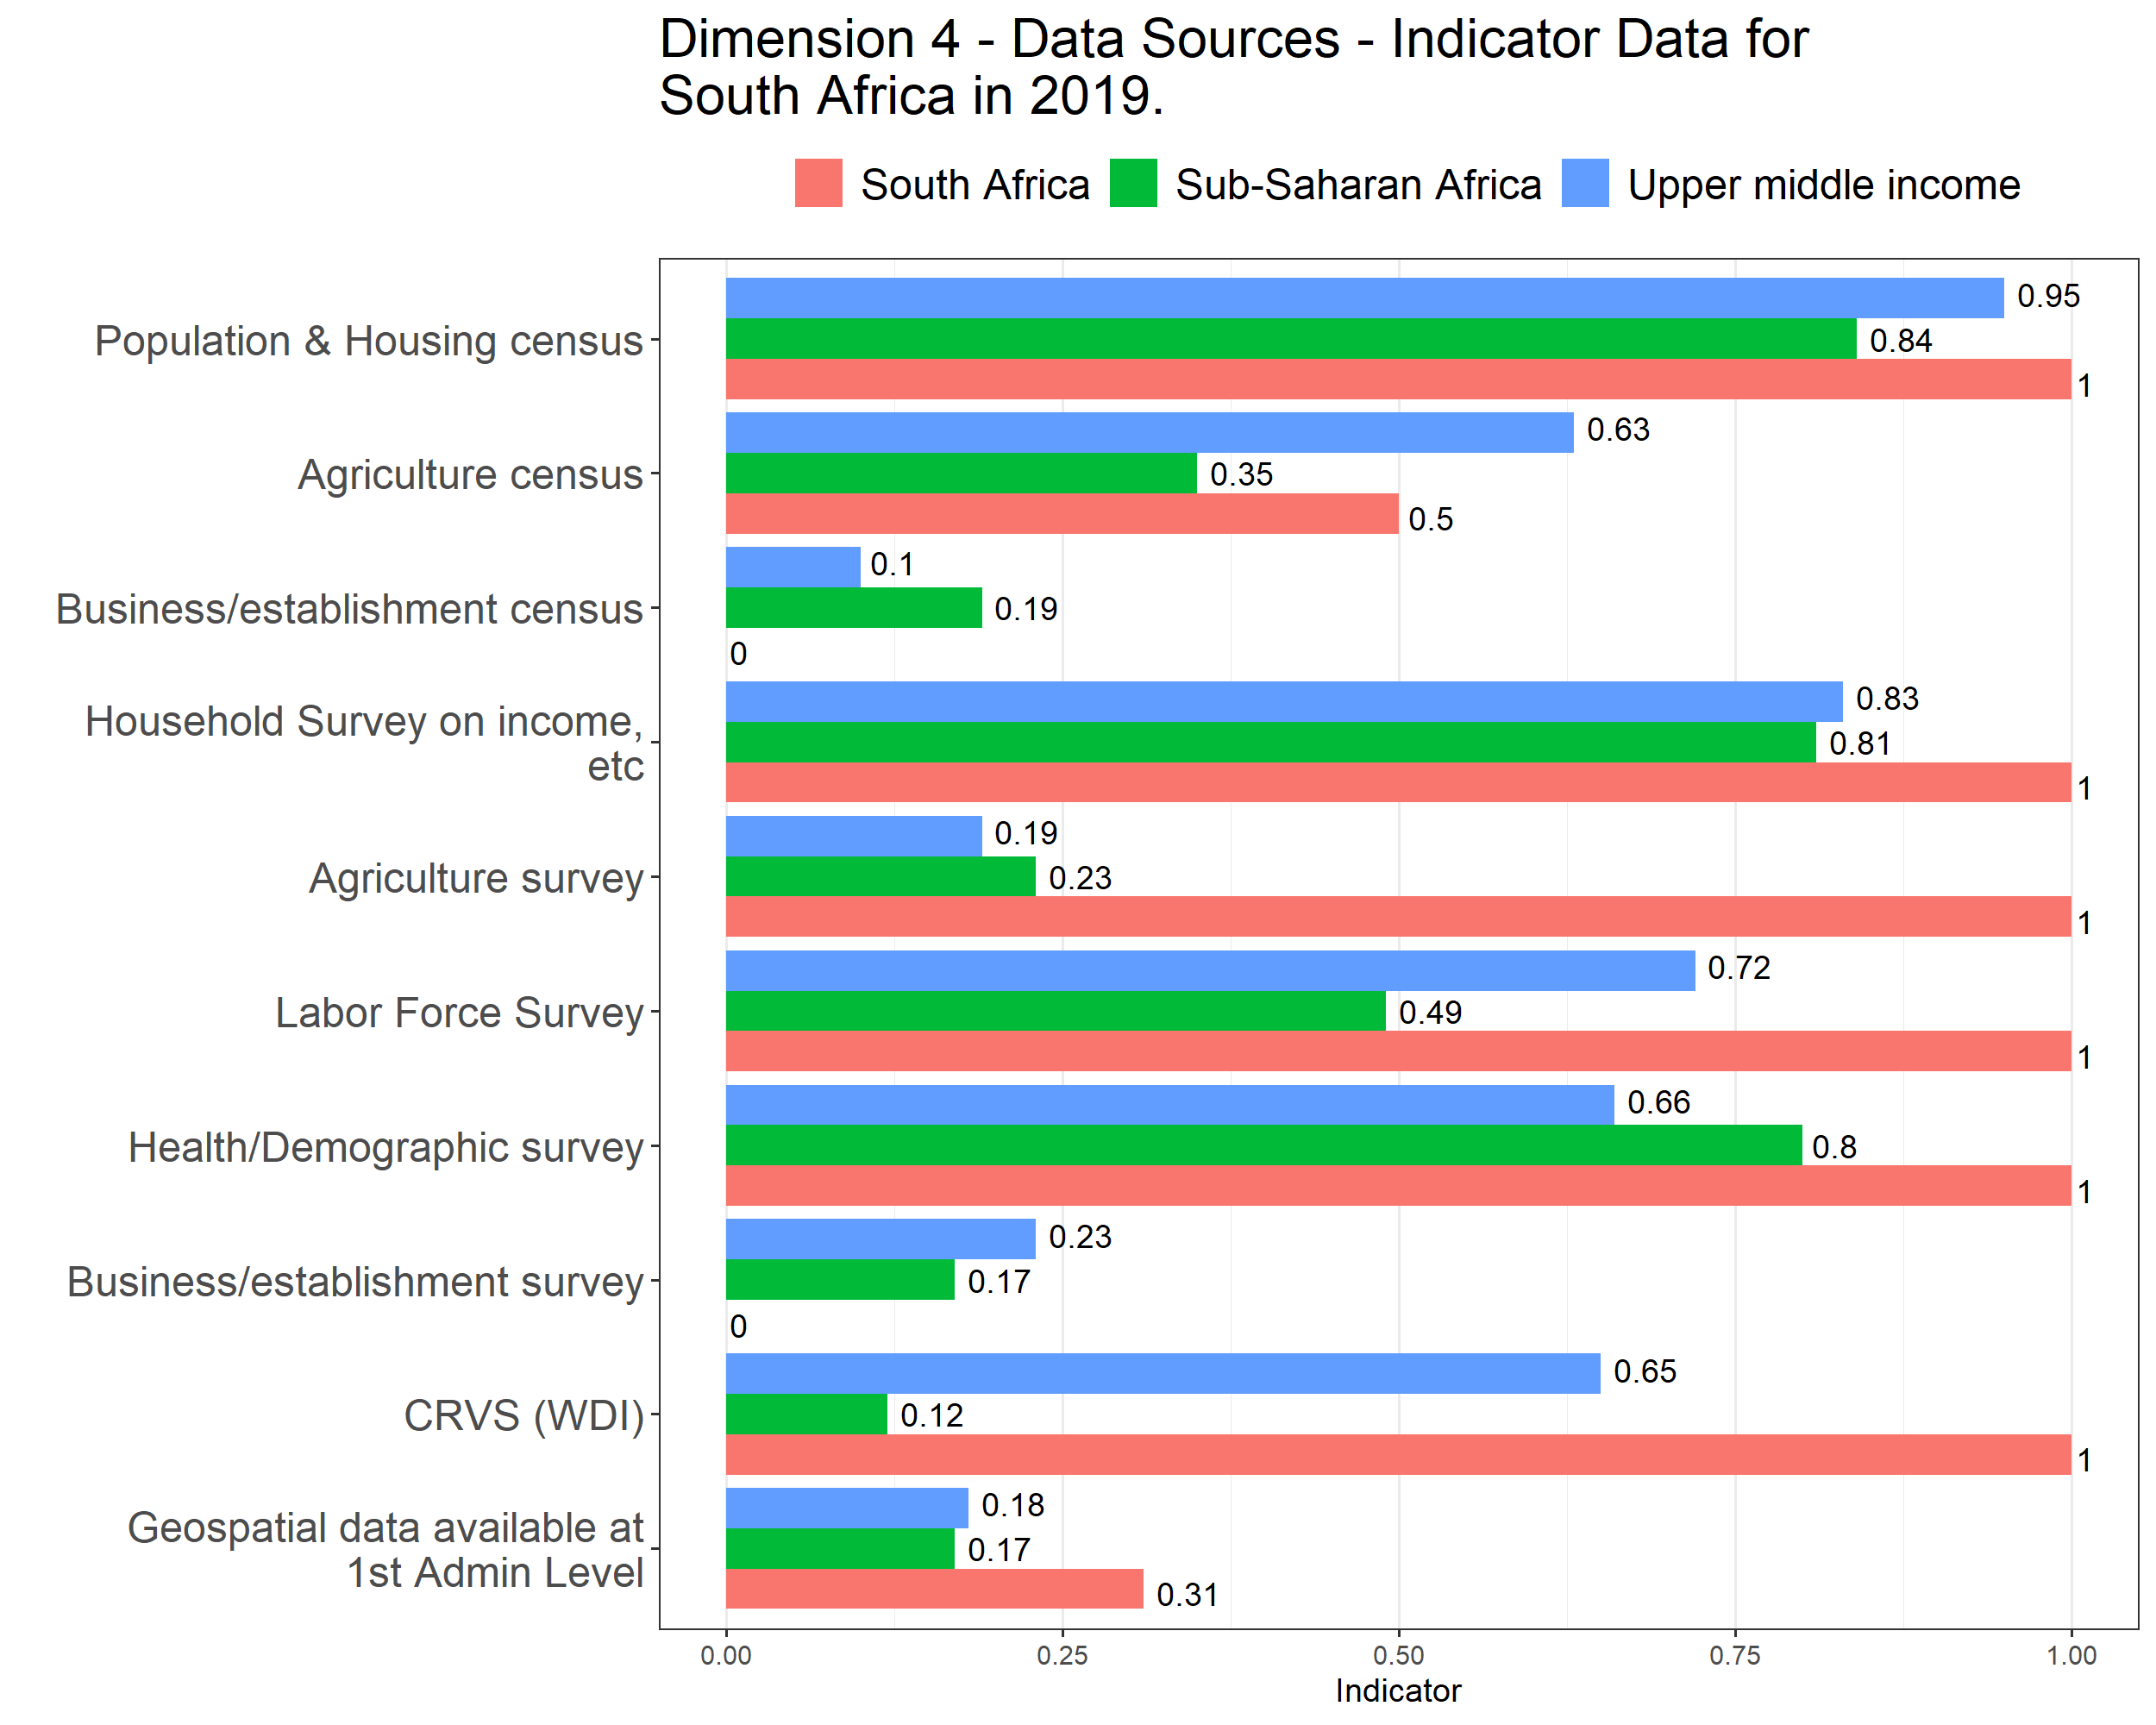 Dimension 4 - Data Sources - Indicator Data for
South Africa in 2019.
South Africa
Sub-Saharan Africa
Upper middle income
Population & Housing census
0.95
0.84
1
Agriculture census
0.63
0.35
0.5
Business/establishment census
0.1
0.19
0
Household Survey on income,
etc
0.83
0.81
1
Agriculture survey
0.19
0.23
1
Labor Force Survey
0.72
0.49
1
Health/Demographic survey
0.66
0.8
1
Business/establishment survey
0.23
0.17
0
CRVS (WDI)
0.65
0.12
1
Geospatial data available at
1st Admin Level
0.18
0.17
0.31
0.00 0.25 0.50 0.75 1.00
Indicator